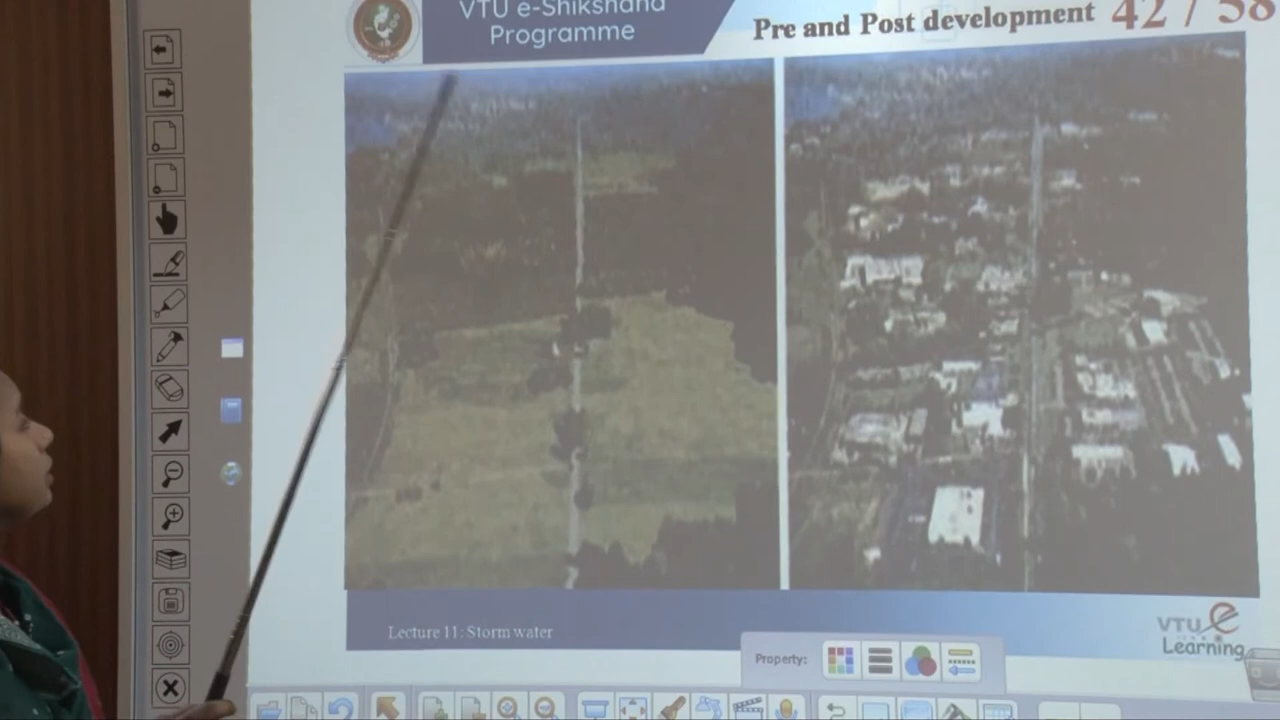 VTU e-Shikshana
Programme
Pre and Post development
42 / 58
Lecture 11: Storm water
VTU e
Learning
Property: